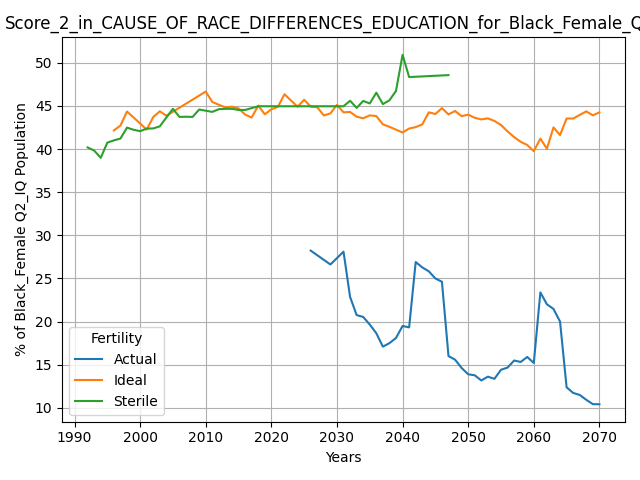 Score_2_in_CAUSE_OF_RACE_DIFFERENCES_EDUCATION_for_Black_Female_Q
% of Black_Female Q2_IQ Population
50
45
40
35
30
25
20
15
10
Fertility
Actual
Ideal
Sterile
1990 2000 2010 2020 2030 2040 2050 2060 2070
Years